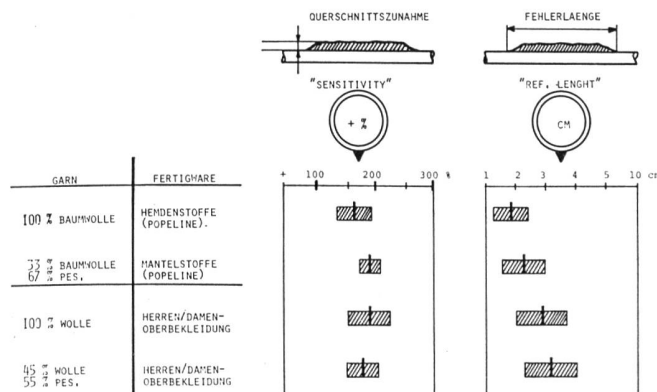 QUERSCHNITTSZUNAHME FEHLERLAENGE
"SENSITIVITY" "REF. LENGHT"
+ % CM
+ 100 200 300 % 1 2 3 5 10 cm
GARN FERTIGWARE
100 % BAUMWOLLE HEMDENSTOFFE
(POPELINE).
33 % BAUMWOLLE MANTELSTOFFE
67 % PES. (POPELINE)
100 % WOLLE HERREN/DAMEN-
OBERBEKLEIDUNG
45 % WOLLE HERREN/DAMEN-
55 % PES. OBERBEKLEIDUNG